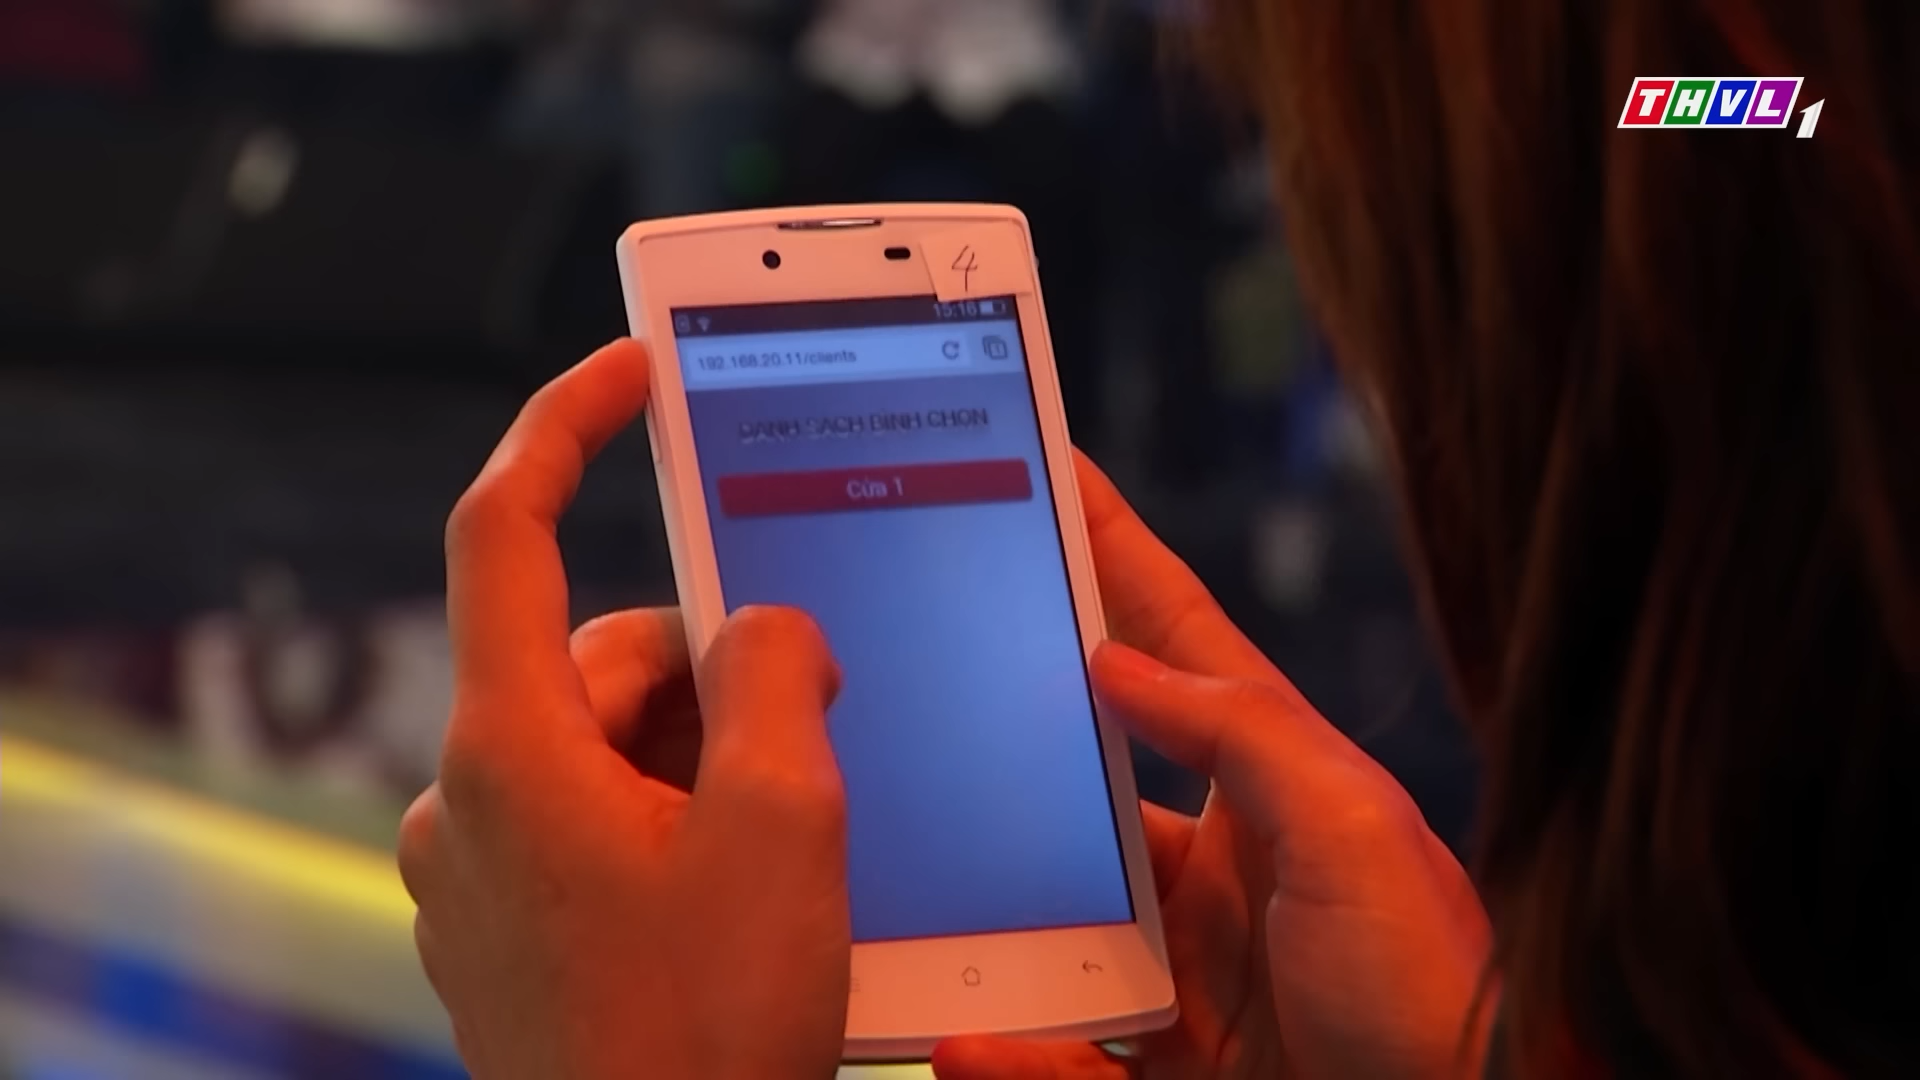 THVL1
4
15:16
192.168.20.11/clients
DANH SÁCH BÌNH CHỌN
Cửa 1